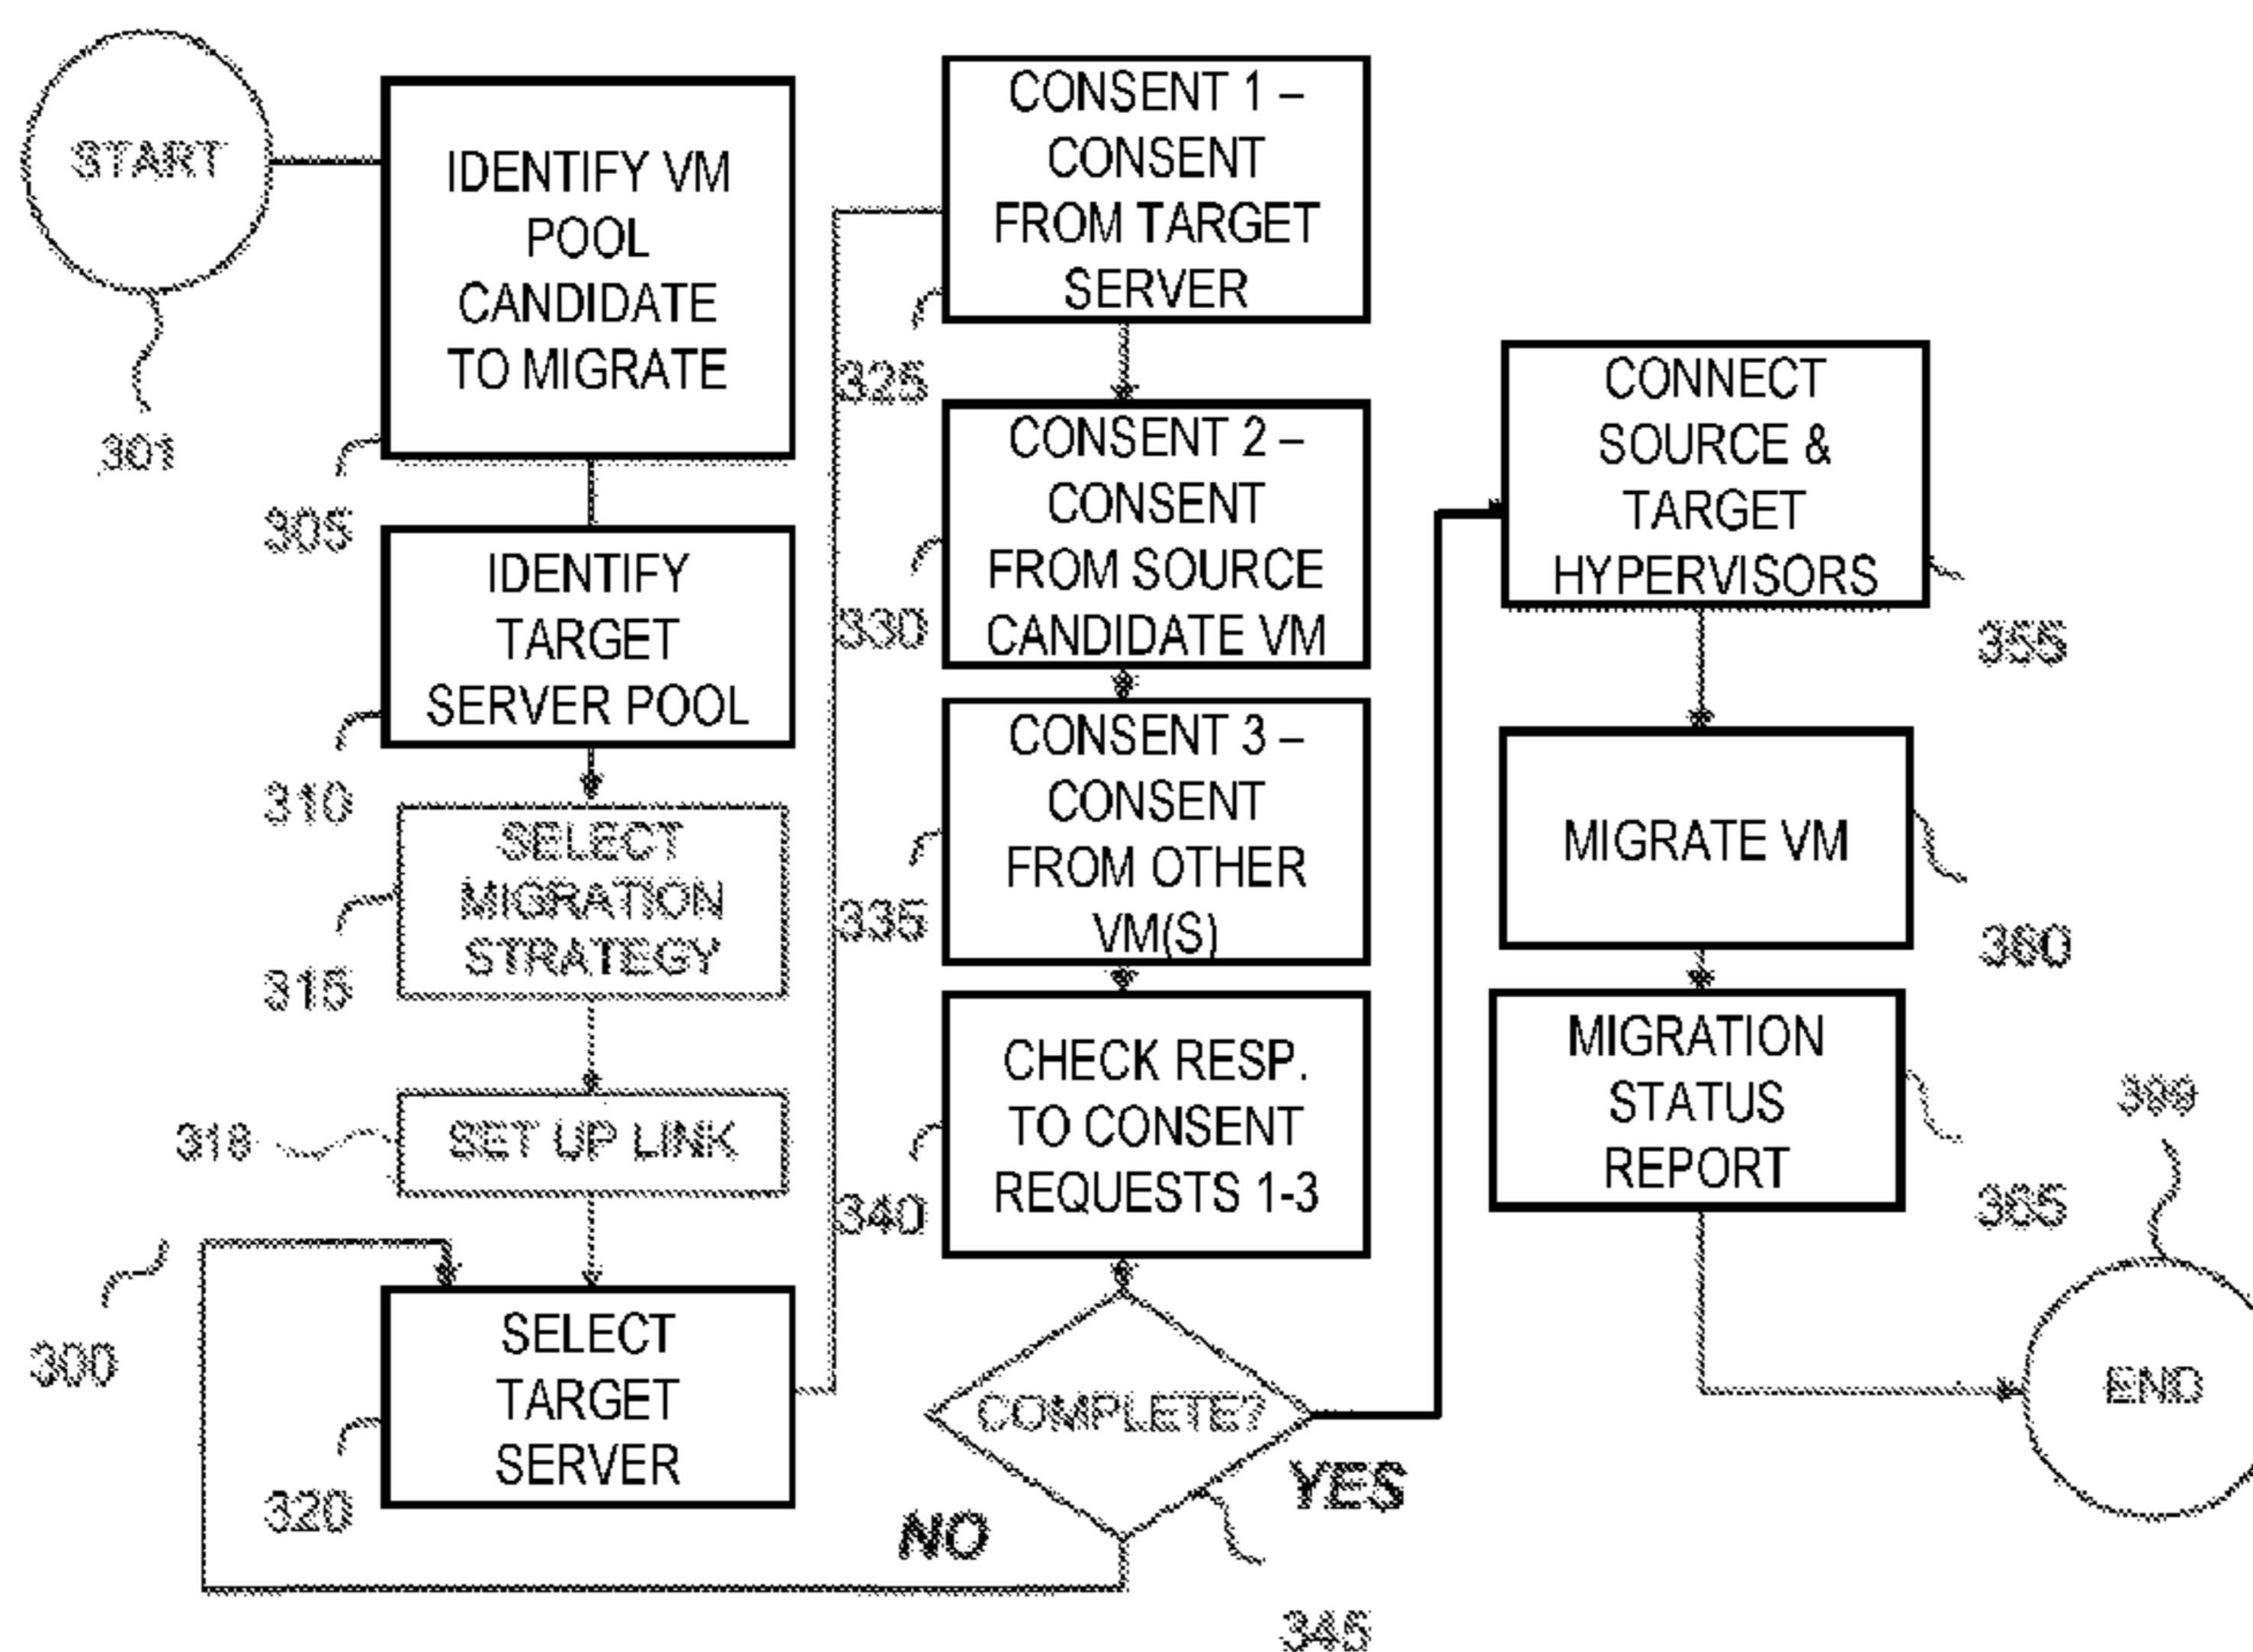 START
301
IDENTIFY VM
POOL
CANDIDATE
TO MIGRATE
305
IDENTIFY
TARGET
SERVER POOL
310
SELECT
MIGRATION
STRATEGY
315
SET UP LINK
318
300
SELECT
TARGET
SERVER
320
CONSENT 1 –
CONSENT
FROM TARGET
SERVER
325
CONSENT 2 –
CONSENT
FROM SOURCE
CANDIDATE VM
330
CONSENT 3 –
CONSENT
FROM OTHER
VM(S)
335
CHECK RESP.
TO CONSENT
REQUESTS 1-3
340
COMPLETE?
YES
NO
345
CONNECT
SOURCE &
TARGET
HYPERVISORS
355
MIGRATE VM
360
MIGRATION
STATUS
REPORT
365
399
END